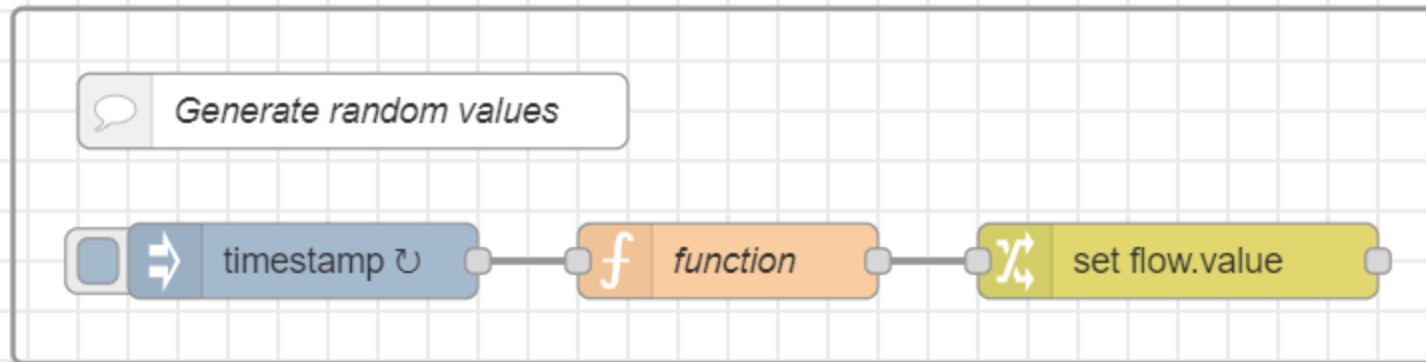 Generate random values
timestamp ↻
function
set flow.value